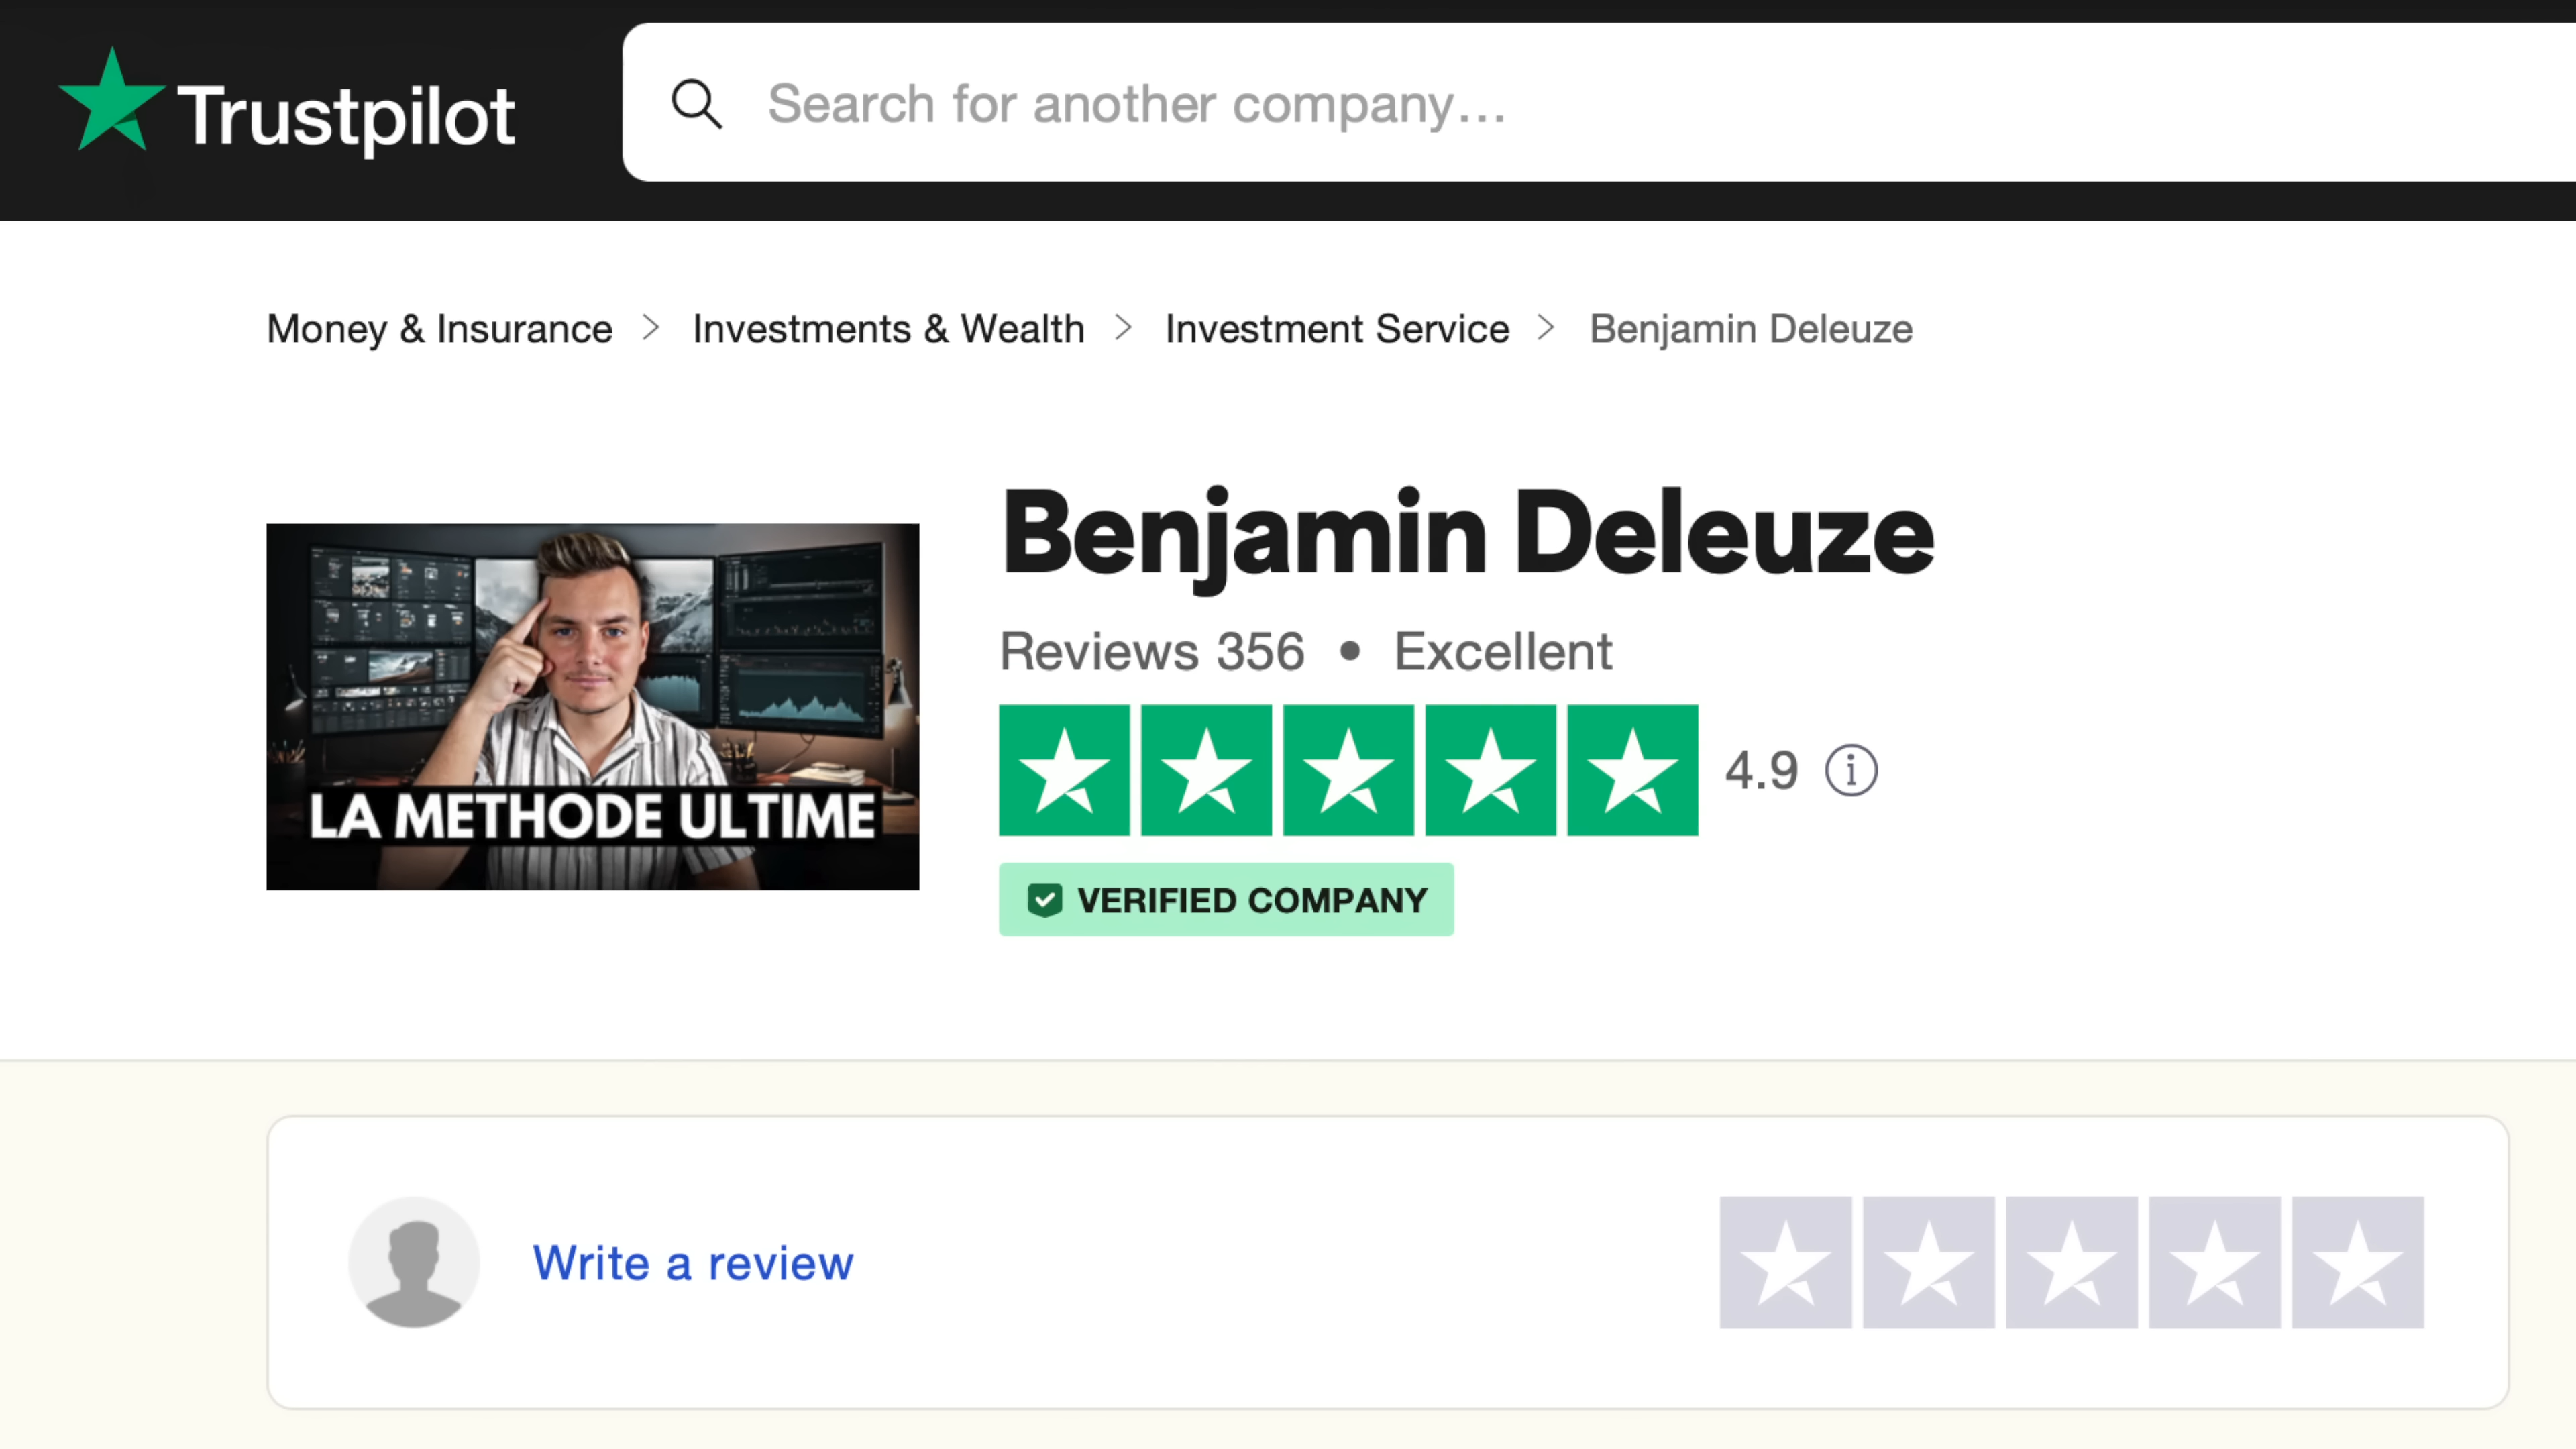 Trustpilot
Search for another company...
Money & Insurance > Investments & Wealth > Investment Service > Benjamin Deleuze
Benjamin Deleuze
Reviews 356 • Excellent
4.9
VERIFIED COMPANY
LA METHODE ULTIME
Write a review